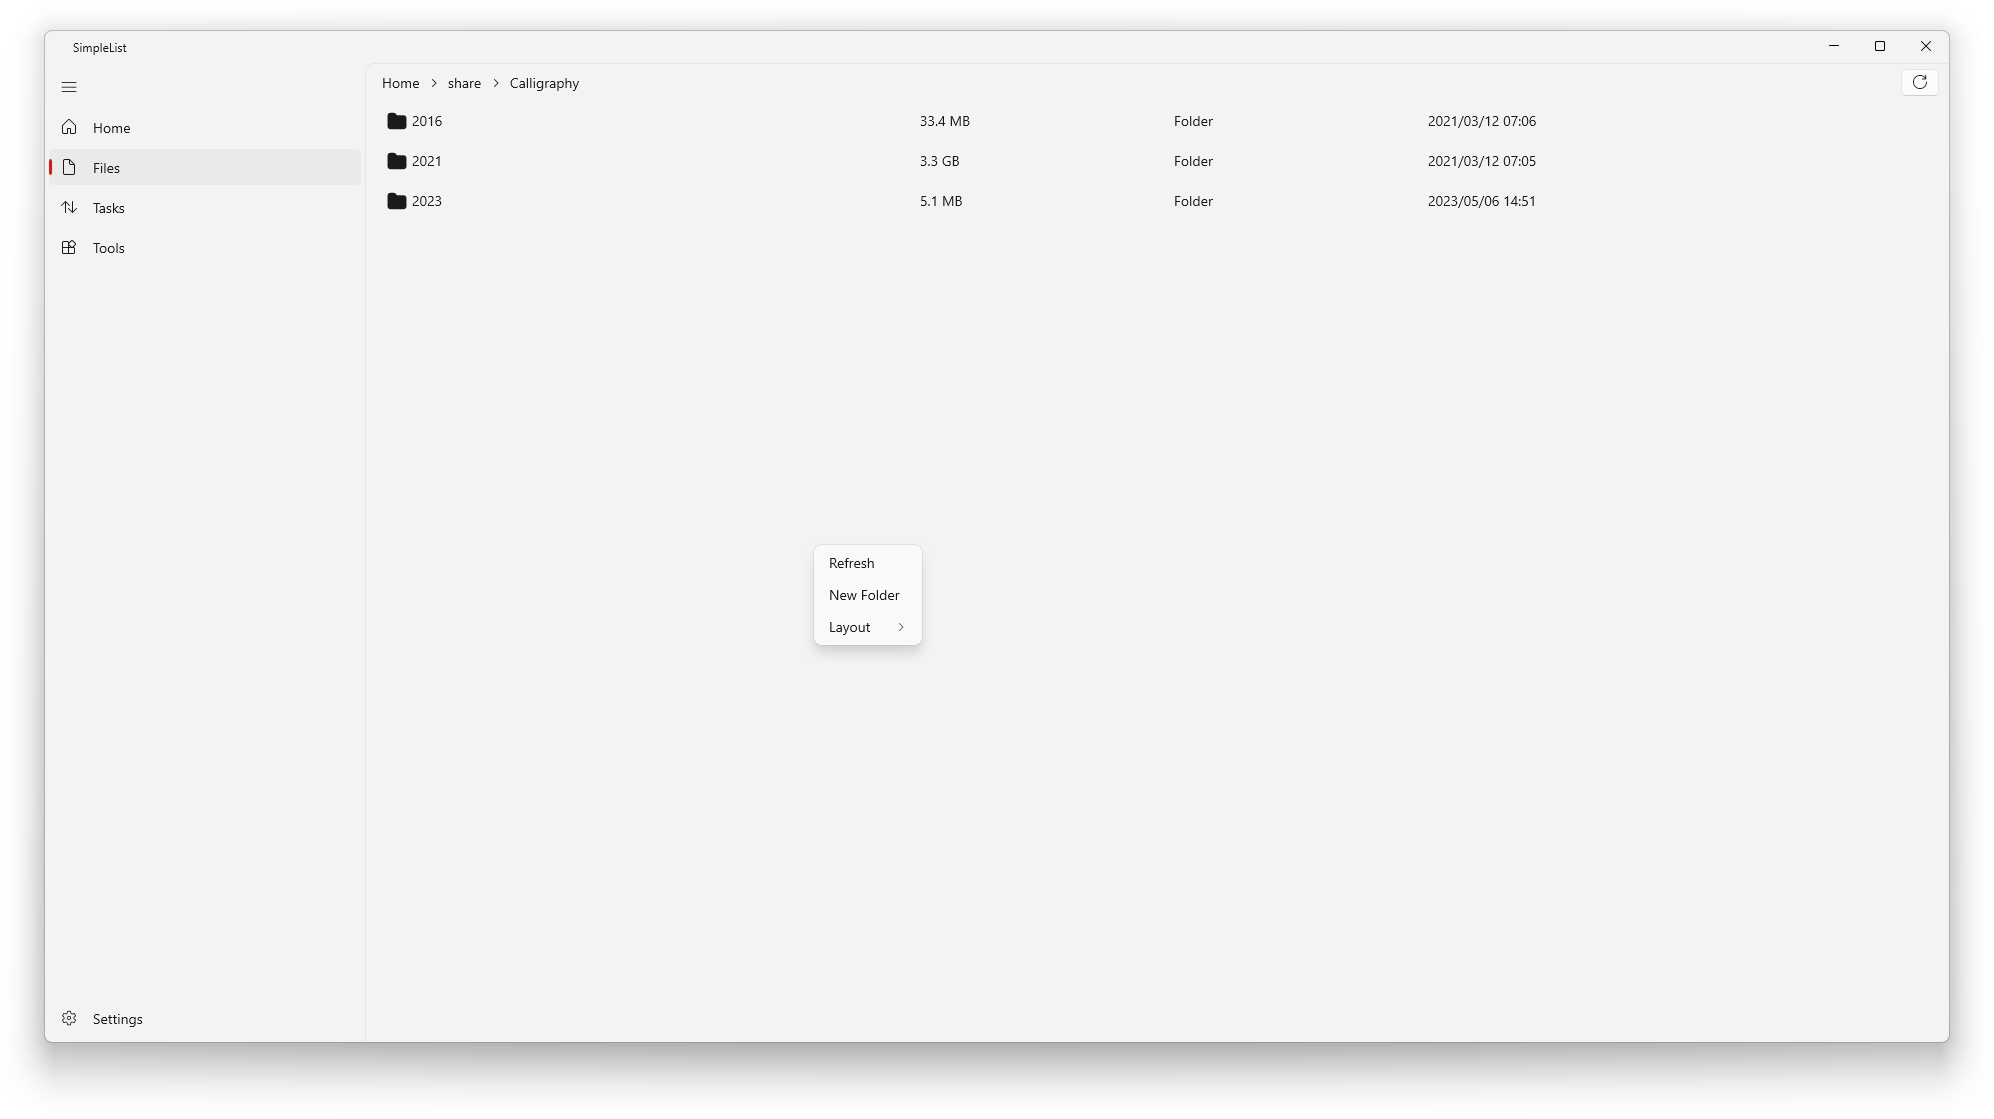 SimpleList
Home
Files
Tasks
Tools
Settings
Home > share > Calligraphy
2016 33.4 MB Folder 2021/03/12 07:06
2021 3.3 GB Folder 2021/03/12 07:05
2023 5.1 MB Folder 2023/05/06 14:51
Refresh
New Folder
Layout